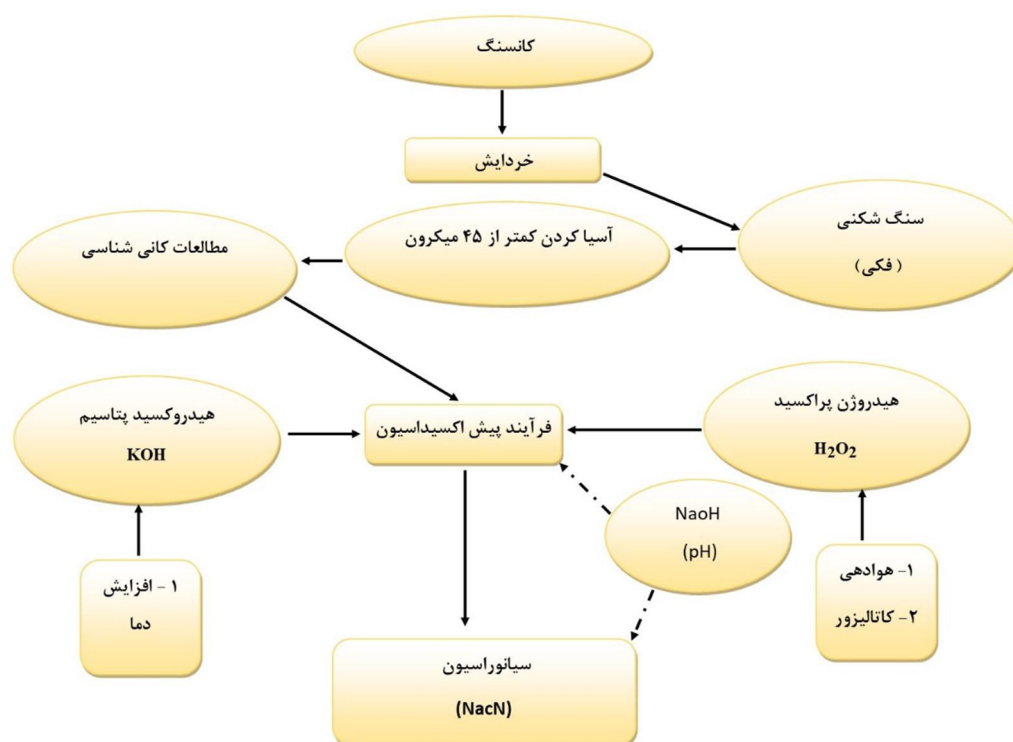 کانسنگ
خردایش
سنگ شکنی
(فکی)
آسیا کردن کمتر از ۴۵ میکرون
مطالعات کانی شناسی
هیدروژن پراکسید
H₂O₂
فرآیند پیش اکسیداسیون
هیدروکسید پتاسیم
KOH
NaoH
(pH)
۱- هوادهی
۲- کاتالیزور
۱ - افزایش
دما
سیانوراسیون
(NacN)